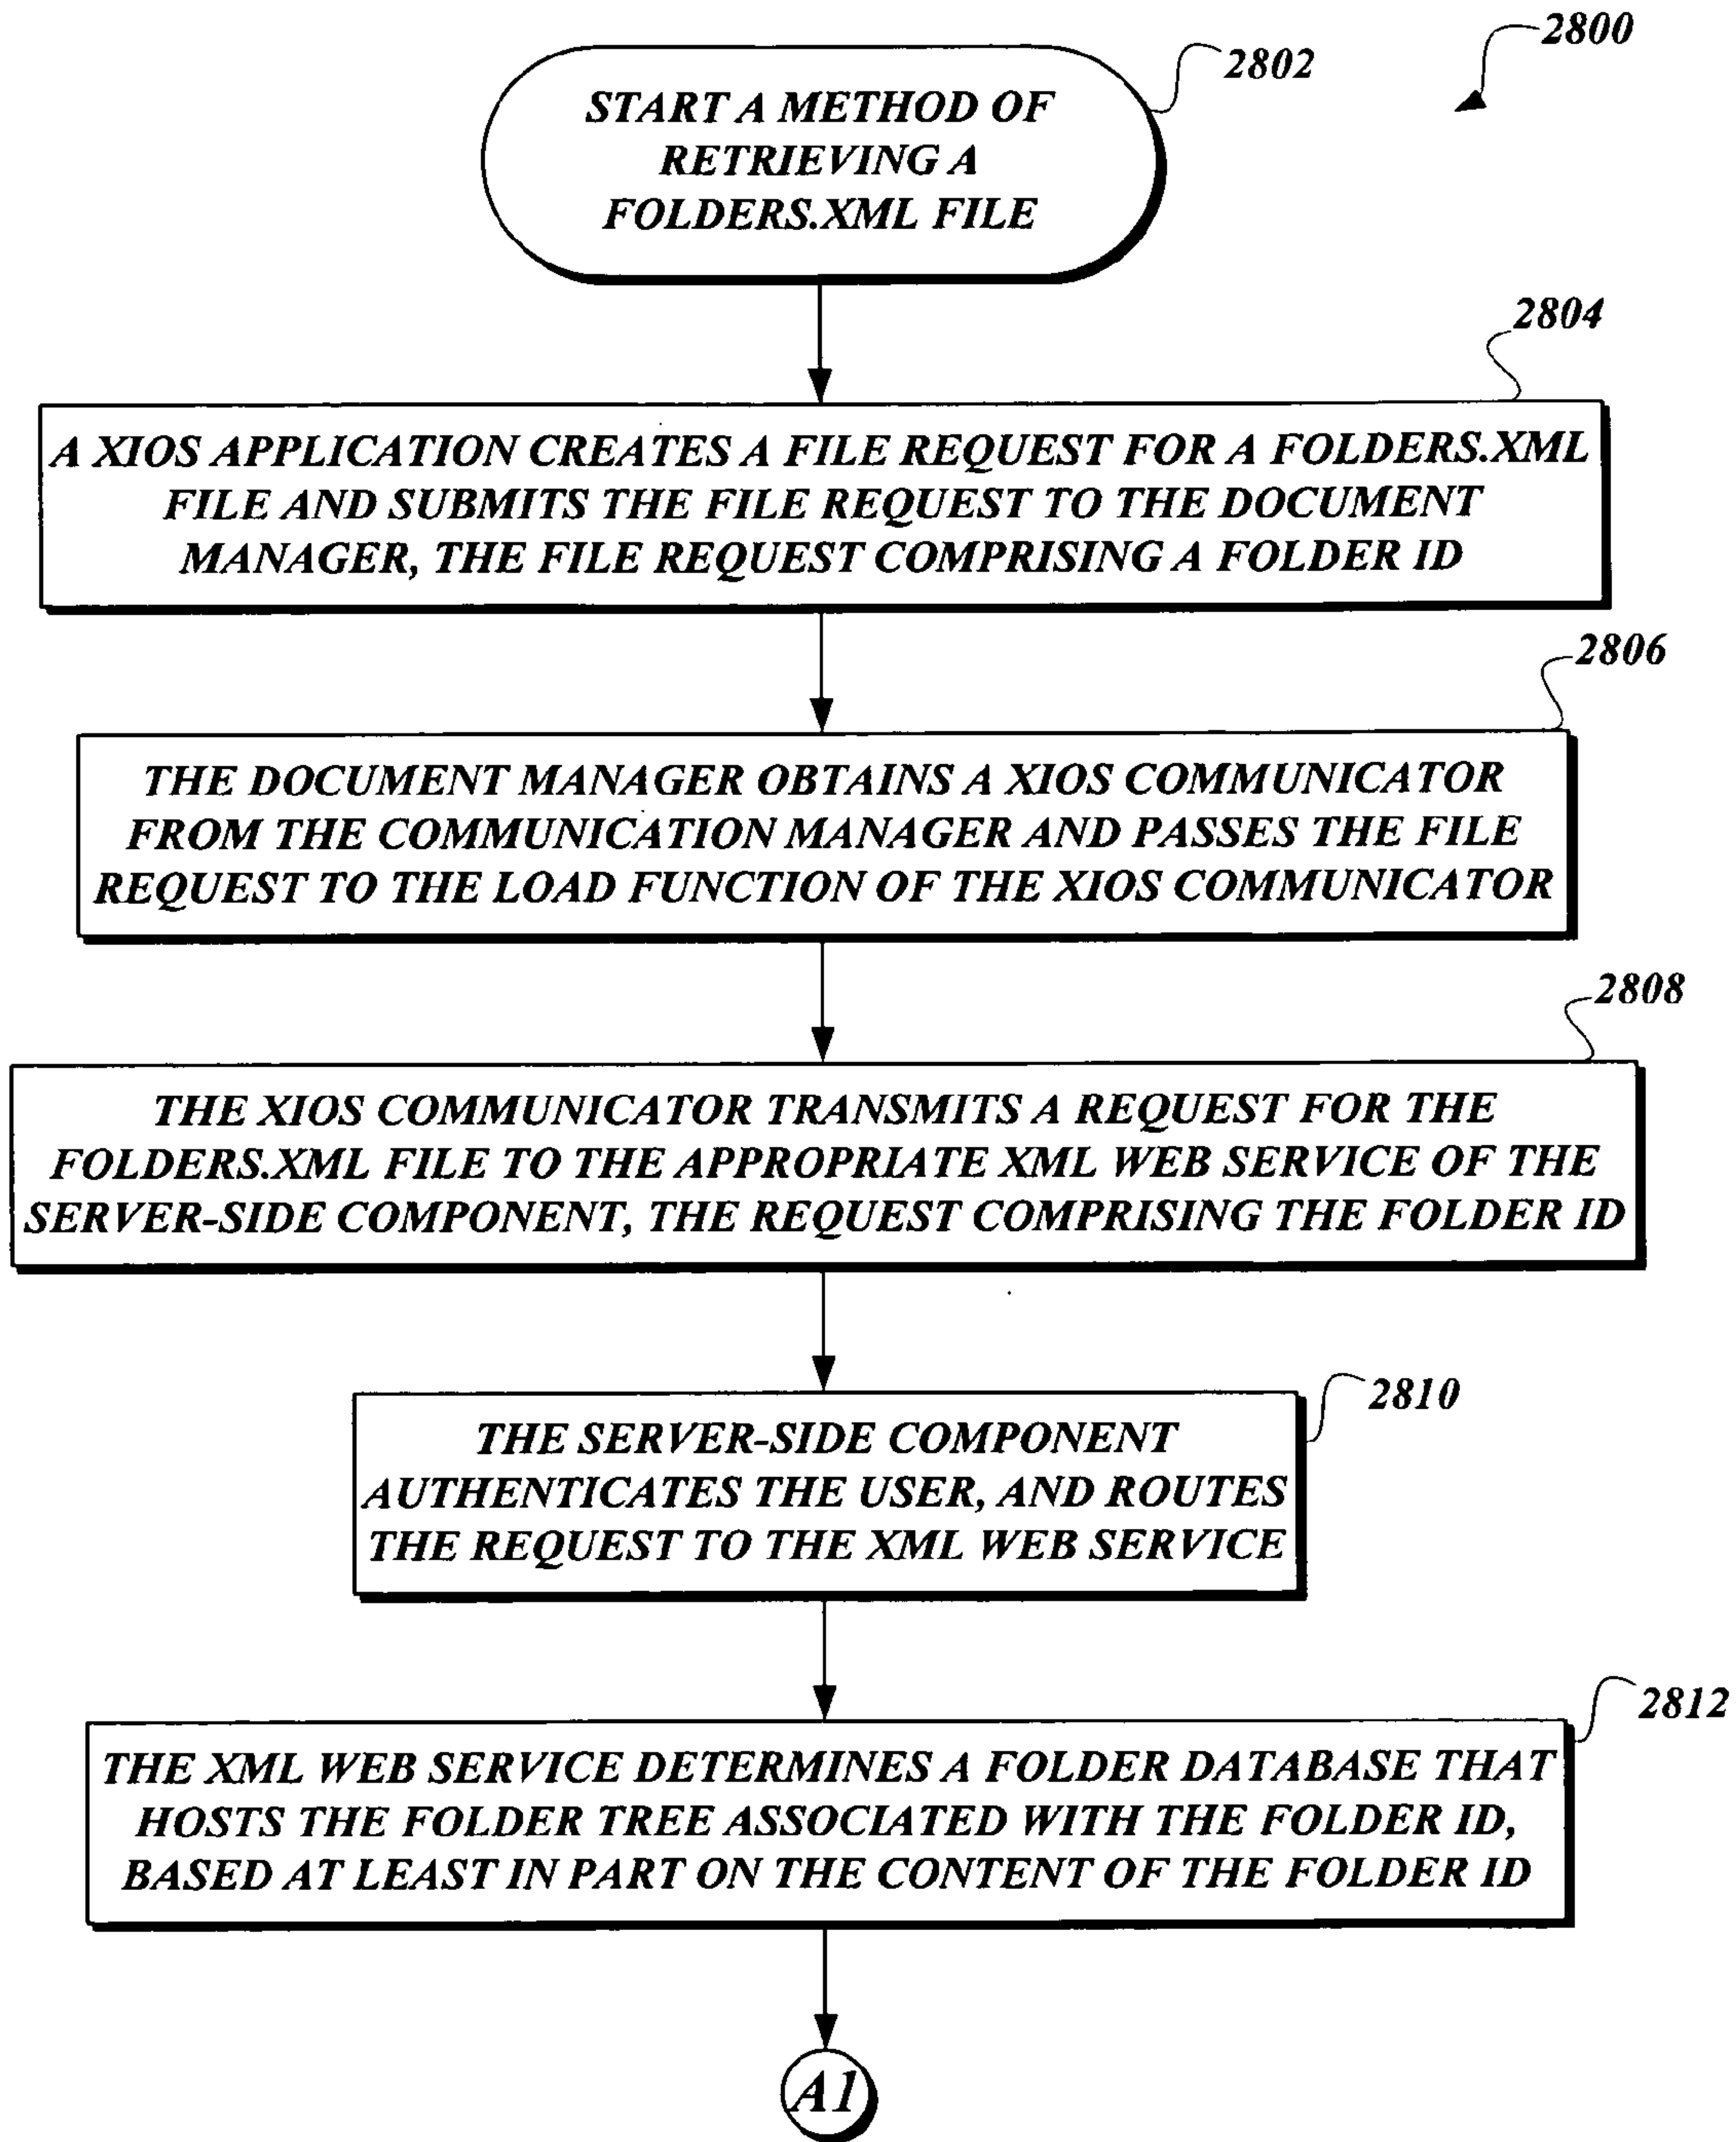 2800
2802
START A METHOD OF
RETRIEVING A
FOLDERS.XML FILE
2804
A XIOS APPLICATION CREATES A FILE REQUEST FOR A FOLDERS.XML
FILE AND SUBMITS THE FILE REQUEST TO THE DOCUMENT
MANAGER, THE FILE REQUEST COMPRISING A FOLDER ID
2806
THE DOCUMENT MANAGER OBTAINS A XIOS COMMUNICATOR
FROM THE COMMUNICATION MANAGER AND PASSES THE FILE
REQUEST TO THE LOAD FUNCTION OF THE XIOS COMMUNICATOR
2808
THE XIOS COMMUNICATOR TRANSMITS A REQUEST FOR THE
FOLDERS.XML FILE TO THE APPROPRIATE XML WEB SERVICE OF THE
SERVER-SIDE COMPONENT, THE REQUEST COMPRISING THE FOLDER ID
2810
THE SERVER-SIDE COMPONENT
AUTHENTICATES THE USER, AND ROUTES
THE REQUEST TO THE XML WEB SERVICE
2812
THE XML WEB SERVICE DETERMINES A FOLDER DATABASE THAT
HOSTS THE FOLDER TREE ASSOCIATED WITH THE FOLDER ID,
BASED AT LEAST IN PART ON THE CONTENT OF THE FOLDER ID
A1